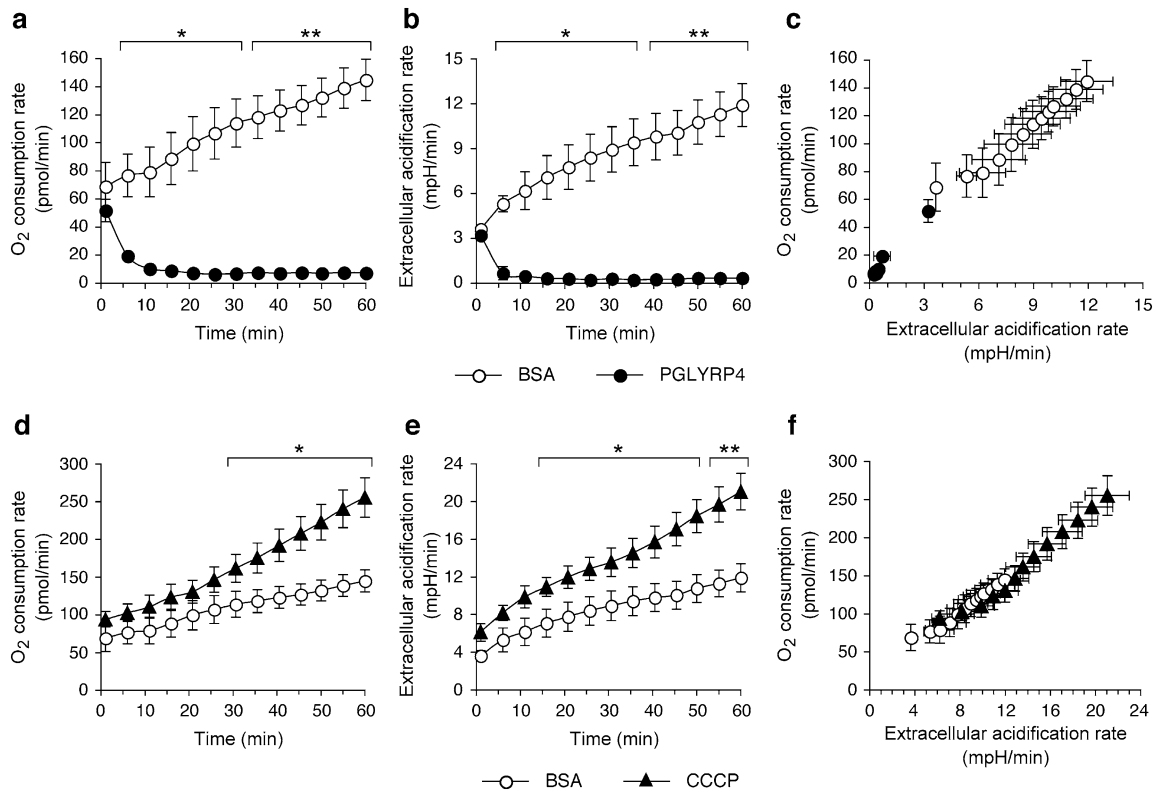 a
* **
O2 consumption rate
(pmol/min)
160
140
120
100
80
60
40
20
0
0 10 20 30 40 50 60
Time (min)
b
* **
Extracellular acidification rate
(mpH/min)
15
12
9
6
3
0
0 10 20 30 40 50 60
Time (min)
c
O2 consumption rate
(pmol/min)
160
140
120
100
80
60
40
20
0
0 3 6 9 12 15
Extracellular acidification rate
(mpH/min)
BSA PGLYRP4
d
*
O2 consumption rate
(pmol/min)
300
250
200
150
100
50
0
0 10 20 30 40 50 60
Time (min)
e
* **
Extracellular acidification rate
(mpH/min)
24
20
16
12
8
4
0
0 10 20 30 40 50 60
Time (min)
f
O2 consumption rate
(pmol/min)
300
250
200
150
100
50
0
0 4 8 12 16 20 24
Extracellular acidification rate
(mpH/min)
BSA CCCP